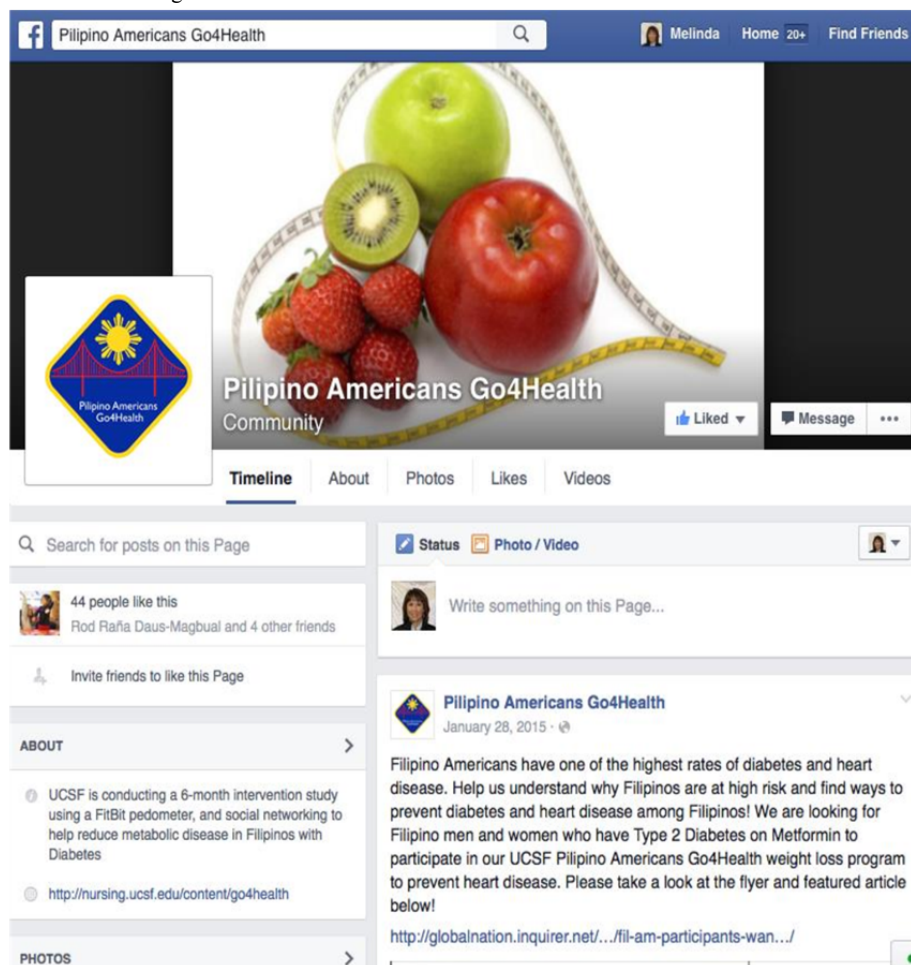 Pilipino Americans Go4Health
Melinda Home 20+ Find Friends
Pilipino Americans
Go4Health
Pilipino Americans Go4Health
Community
Liked
Message
Timeline About Photos Likes Videos
Search for posts on this Page
44 people like this
Rod Raña Daus-Magbual and 4 other friends
Invite friends to like this Page
ABOUT
UCSF is conducting a 6-month intervention study
using a FitBit pedometer, and social networking to
help reduce metabolic disease in Filipinos with
Diabetes
http://nursing.ucsf.edu/content/go4health
PHOTOS
Status Photo / Video
Write something on this Page...
Pilipino Americans Go4Health
January 28, 2015 ·
Filipino Americans have one of the highest rates of diabetes and heart
disease. Help us understand why Filipinos are at high risk and find ways to
prevent diabetes and heart disease among Filipinos! We are looking for
Filipino men and women who have Type 2 Diabetes on Metformin to
participate in our UCSF Pilipino Americans Go4Health weight loss program
to prevent heart disease. Please take a look at the flyer and featured article
below!
http://globalnation.inquirer.net/.../fil-am-participants-wan.../